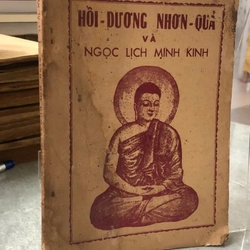 HỒI-DƯƠNG NHƠN-QUẢ
VÀ
NGỌC LỊCH MINH KINH